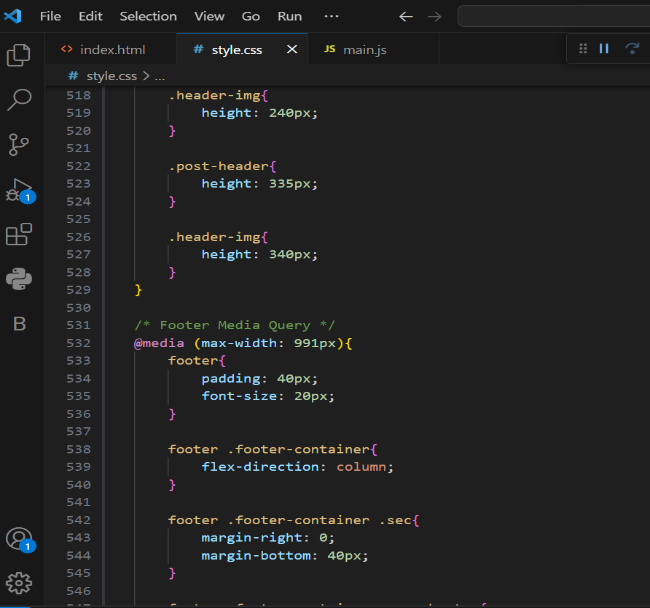 File Edit Selection View Go Run ···
<> index.html # style.css × JS main.js
# style.css > ...
518 .header-img{
519 height: 240px;
520 }
521
522 .post-header{
523 height: 335px;
524 }
525
526 .header-img{
527 height: 340px;
528 }
529 }
530
531 /* Footer Media Query */
532 @media (max-width: 991px){
533 footer{
534 padding: 40px;
535 font-size: 20px;
536 }
537
538 footer .footer-container{
539 flex-direction: column;
540 }
541
542 footer .footer-container .sec{
543 margin-right: 0;
544 margin-bottom: 40px;
545 }
546
1
B
1